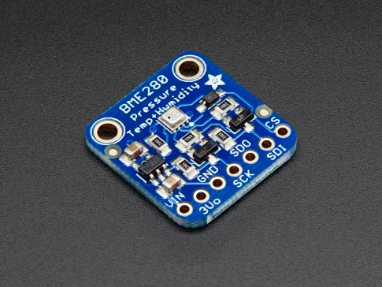 BME280
Pressure
Temp+Humidity
VIN
3Vo
GND
SCK
SDO
SDI
CS